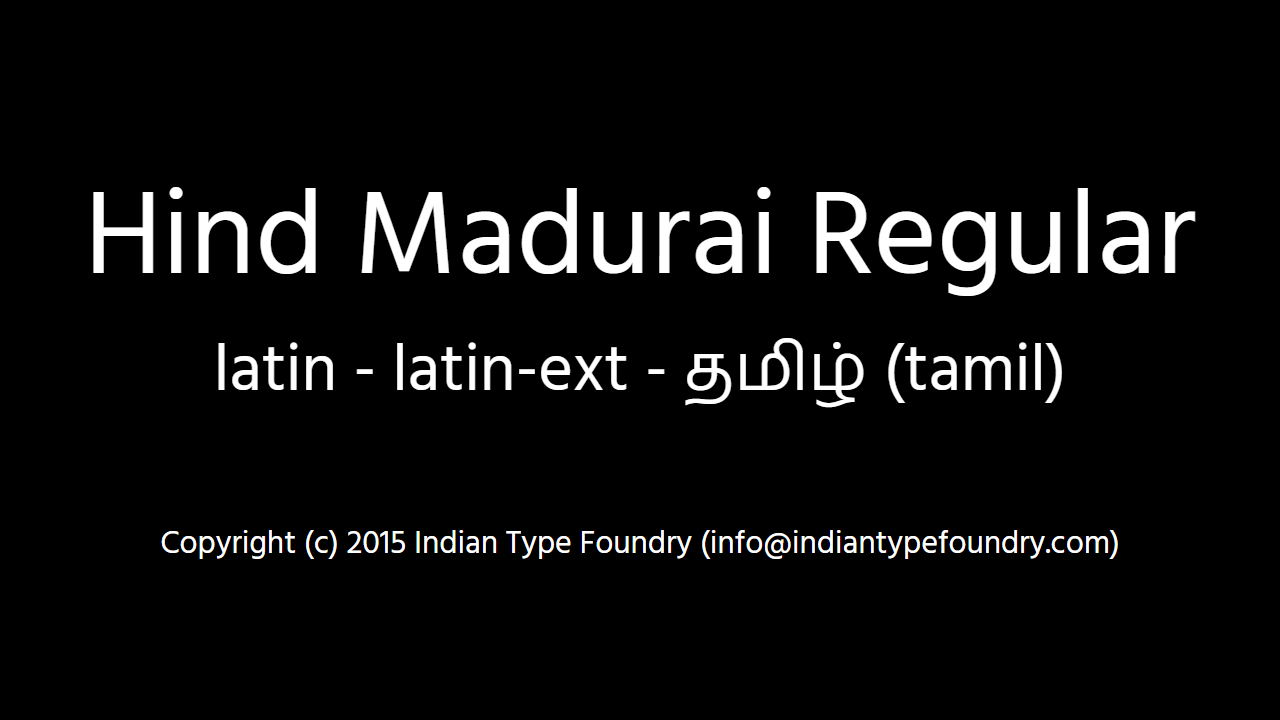 Hind Madurai Regular
latin - latin-ext - தமிழ் (tamil)
Copyright (c) 2015 Indian Type Foundry (info@indiantypefoundry.com)